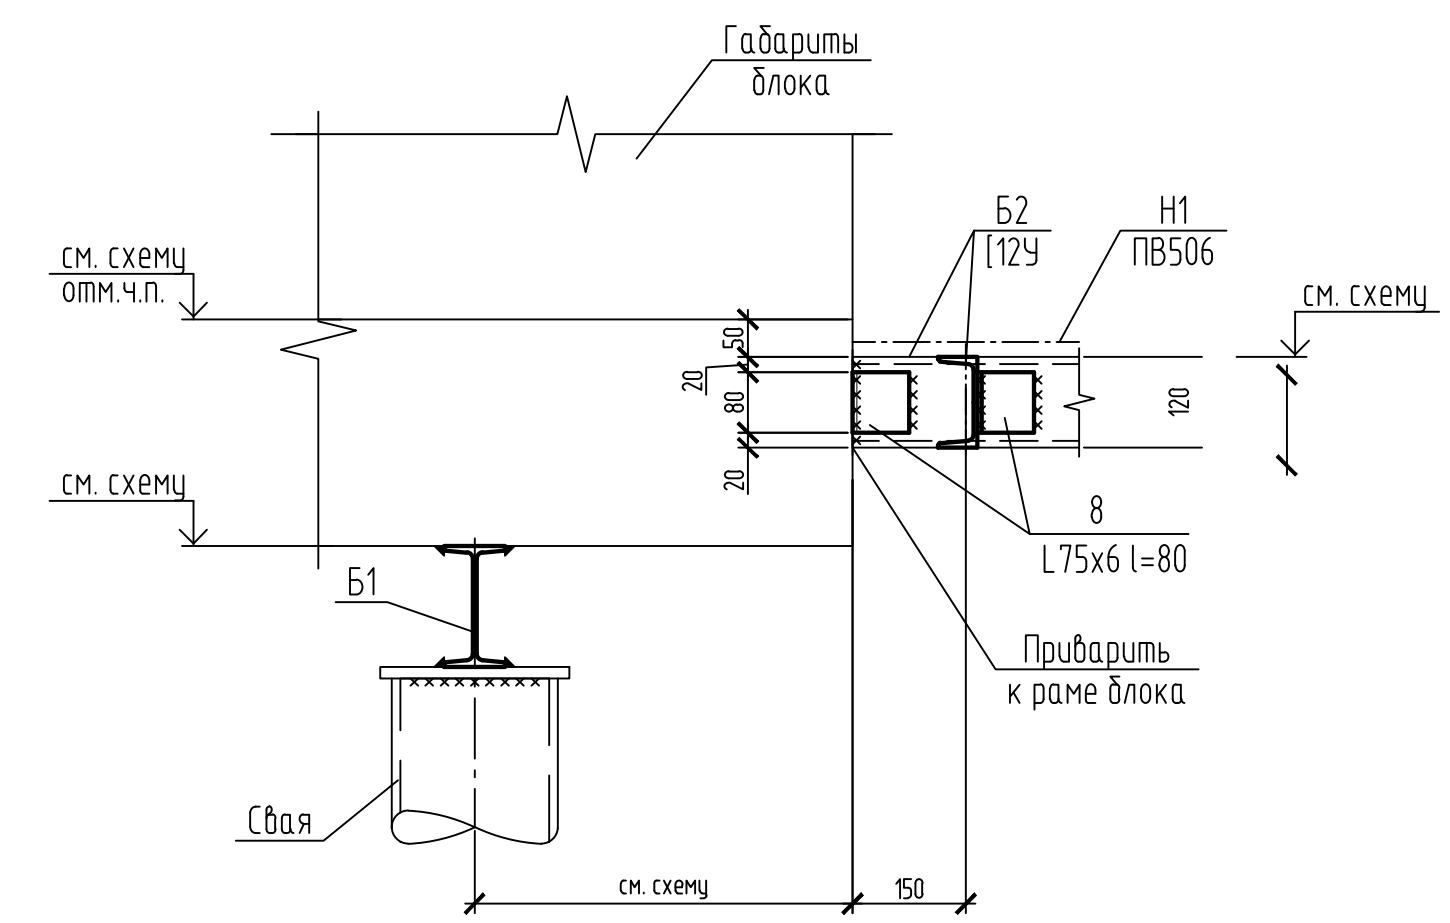 Габариты
блока
Б2
[12У
Н1
ПВ506
см. схему
отм.ч.п.
см. схему
50
20
80
20
120
см. схему
8
L75х6 l=80
Б1
Приварить
к раме блока
Свая
см. схему
150